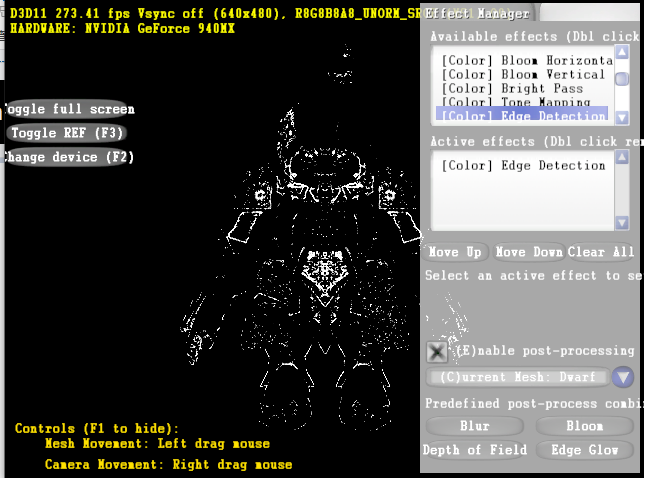 D3D11 273.41 fps Vsync off (640x480), R8G8B8A8_UNORM_SR
HARDWARE: NVIDIA GeForce 940MX
Effect Manager
Available effects (Dbl click
[Color] Bloom Horizonta
[Color] Bloom Vertical
[Color] Bright Pass
[Color] Tone Mapping
[Color] Edge Detection
Active effects (Dbl click re
[Color] Edge Detection
Move Up
Move Down
Clear All
Select an active effect to se
(E)nable post-processing
(C)urrent Mesh: Dwarf
Predefined post-process combi
Blur
Bloom
Depth of Field
Edge Glow
oggle full screen
Toggle REF (F3)
hange device (F2)
Controls (F1 to hide):
Mesh Movement: Left drag mouse
Camera Movement: Right drag mouse